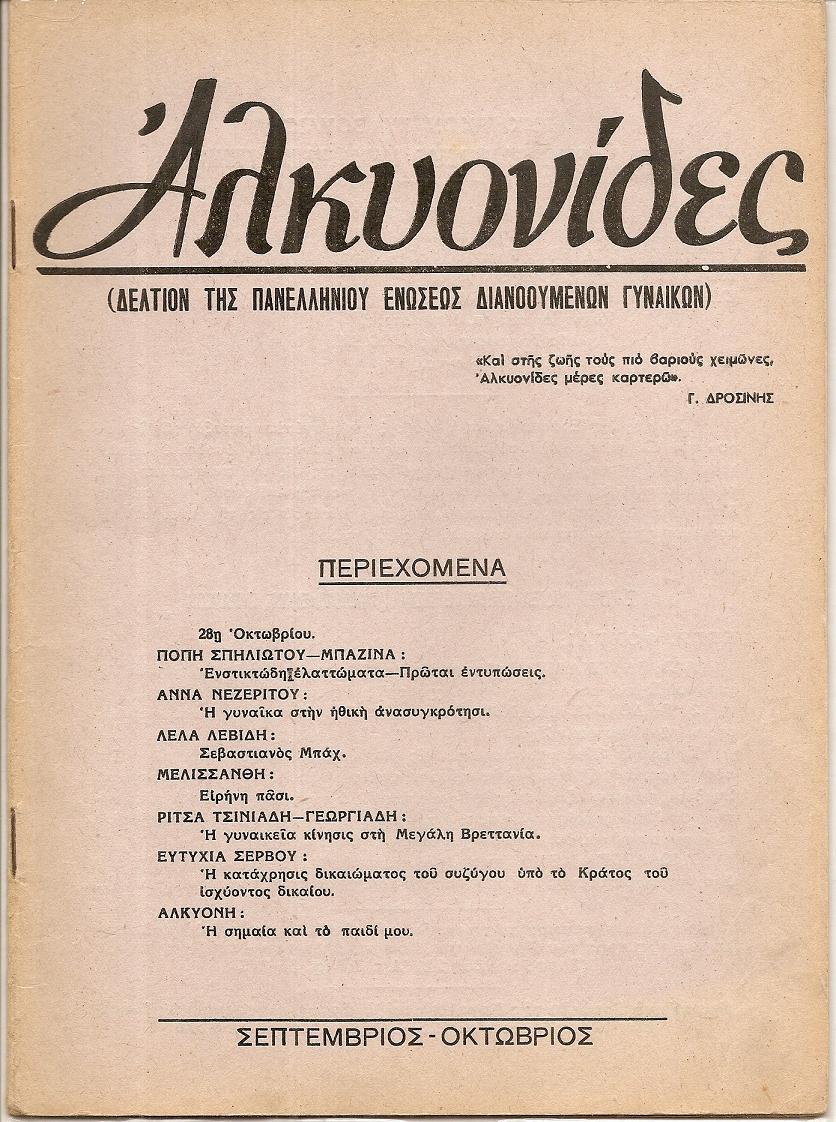 Ἀλκυονίδες
(ΔΕΛΤΙΟΝ ΤΗΣ ΠΑΝΕΛΛΗΝΙΟΥ ΕΝΩΣΕΩΣ ΔΙΑΝΟΟΥΜΕΝΩΝ ΓΥΝΑΙΚΩΝ)
«Καὶ στῆς ζωῆς τοὺς πιὸ βαριοὺς χειμῶνες,
Ἀλκυονίδες μέρες καρτερῶ».
Γ. ΔΡΟΣΙΝΗΣ
ΠΕΡΙΕΧΟΜΕΝΑ
28η Ὀκτωβρίου.
ΠΟΠΗ ΣΠΗΛΙΩΤΟΥ—ΜΠΑΖΙΝΑ :
Ἐνστικτώδη ἐλαττώματα—Πρῶται ἐντυπώσεις.
ΑΝΝΑ ΝΕΖΕΡΙΤΟΥ :
Ἡ γυναῖκα στὴν ἠθικὴ ἀνασυγκρότησι.
ΛΕΛΑ ΛΕΒΙΔΗ :
Σεβαστιανὸς Μπάχ.
ΜΕΛΙΣΣΑΝΘΗ :
Εἰρήνη πᾶσι.
ΡΙΤΣΑ ΤΣΙΝΙΑΔΗ—ΓΕΩΡΓΙΑΔΗ :
Ἡ γυναικεῖα κίνησις στὴ Μεγάλη Βρεττανία.
ΕΥΤΥΧΙΑ ΣΕΡΒΟΥ :
Ἡ κατάχρησις δικαιώματος τοῦ συζύγου ὑπὸ τὸ Κράτος τοῦ
ἰσχύοντος δικαίου.
ΑΛΚΥΟΝΗ :
Ἡ σημαία καὶ τὸ παιδί μου.
ΣΕΠΤΕΜΒΡΙΟΣ - ΟΚΤΩΒΡΙΟΣ